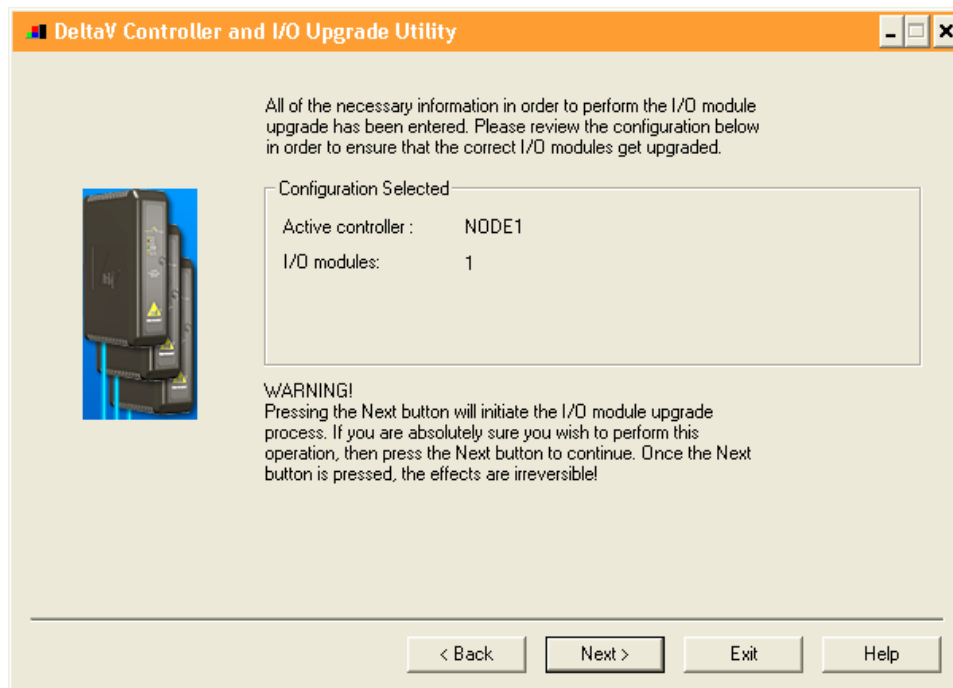 DeltaV Controller and I/O Upgrade Utility
All of the necessary information in order to perform the I/O module
upgrade has been entered. Please review the configuration below
in order to ensure that the correct I/O modules get upgraded.
Configuration Selected
Active controller : NODE1
I/O modules: 1
WARNING!
Pressing the Next button will initiate the I/O module upgrade
process. If you are absolutely sure you wish to perform this
operation, then press the Next button to continue. Once the Next
button is pressed, the effects are irreversible!
< Back Next > Exit Help